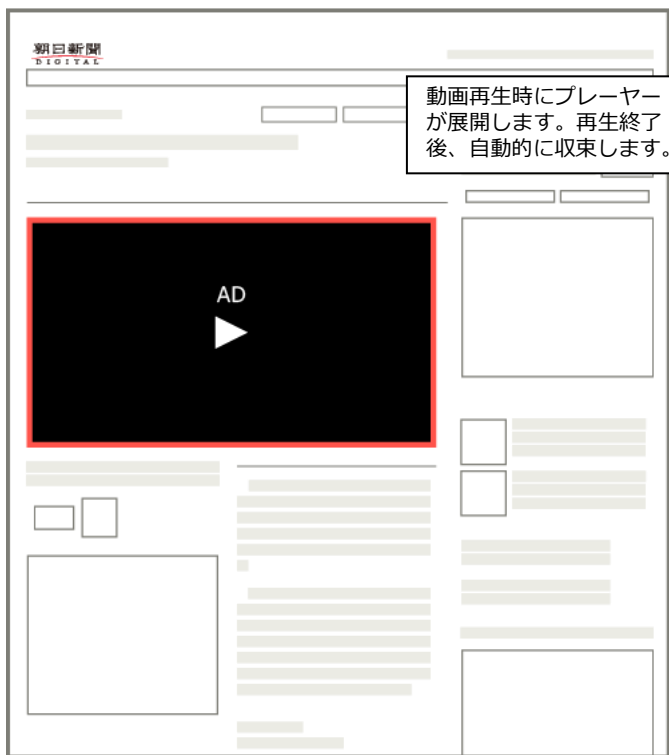 朝日新聞
DIGITAL
動画再生時にプレーヤー
が展開します。再生終了
後、自動的に収束します。
AD